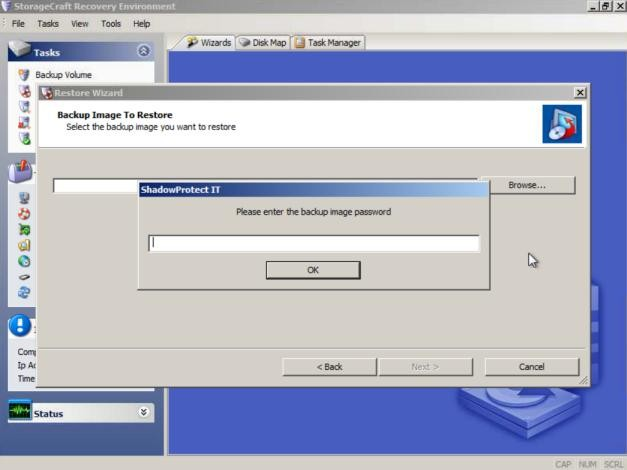 StorageCraft Recovery Environment
File Tasks View Tools Help
Wizards Disk Map Task Manager
Tasks
Backup Volume
Restore Wizard
Backup Image To Restore
Select the backup image you want to restore
Browse...
ShadowProtect IT
Please enter the backup image password
OK
Comp
Ip Ad
Time
< Back Next > Cancel
Status
CAP NUM SCRL